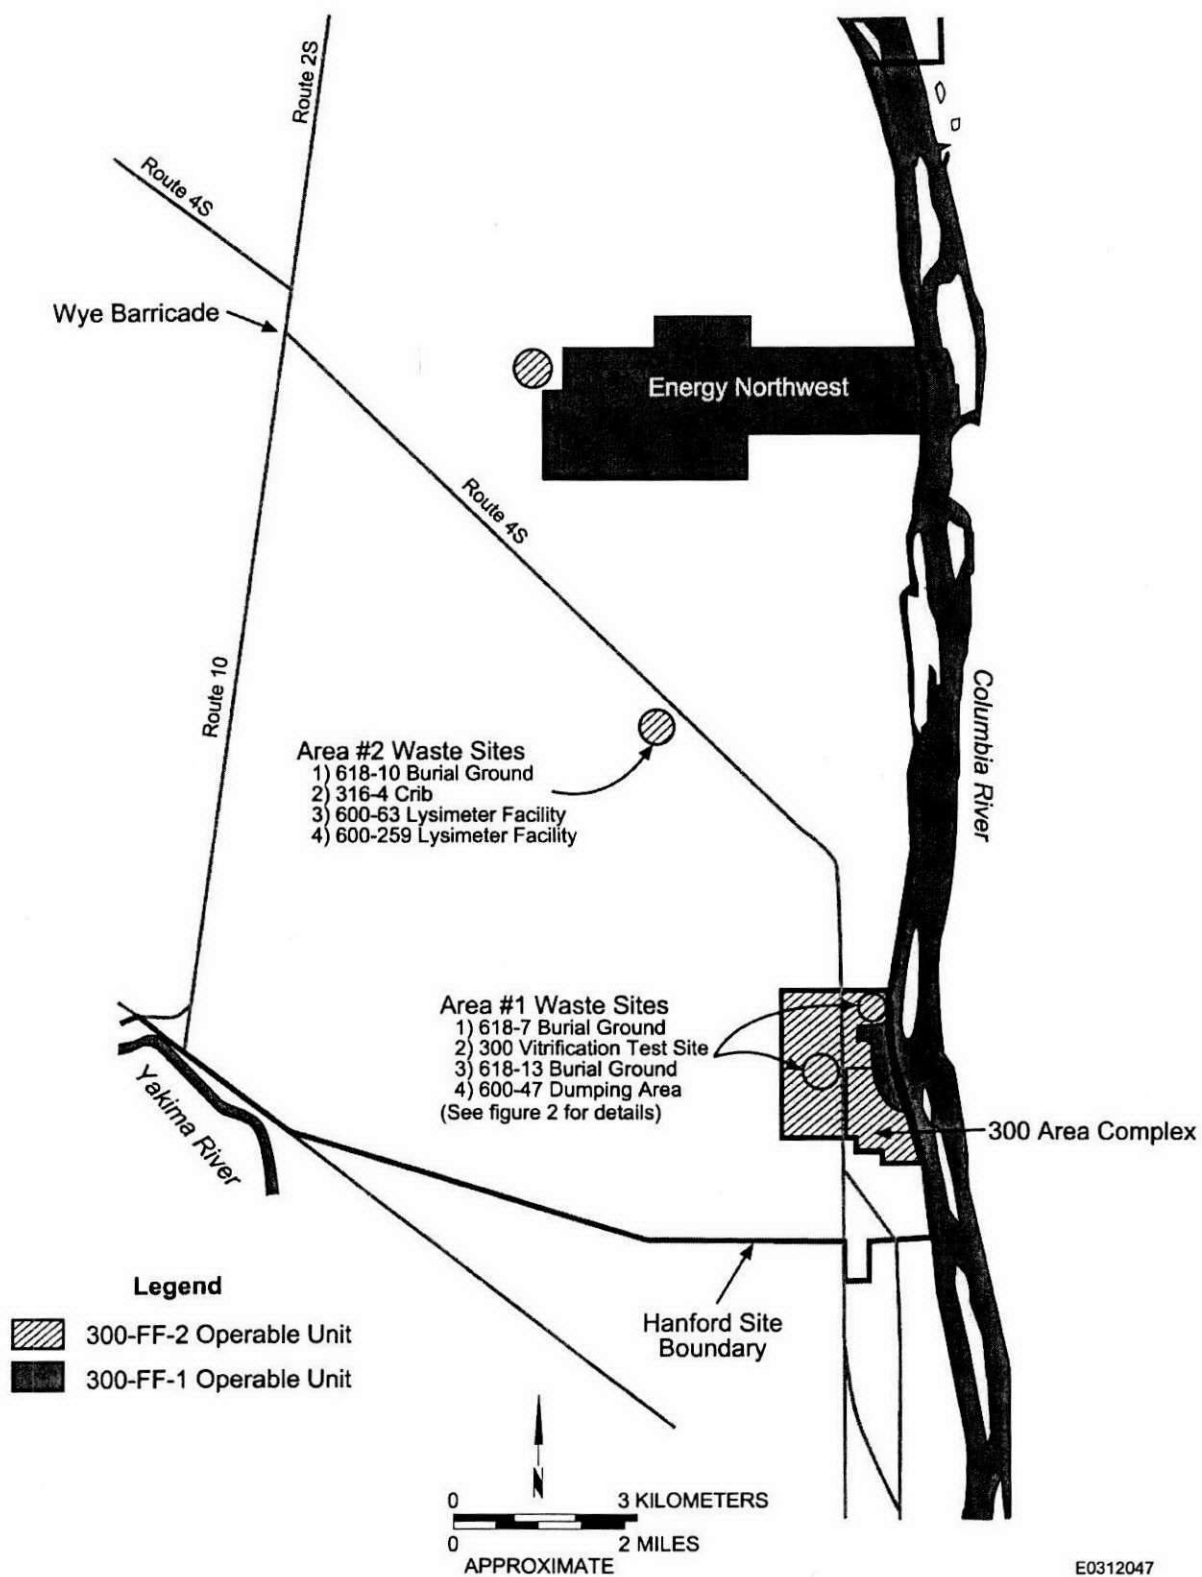 Route 2S
Route 4S
Wye Barricade
Energy Northwest
Route 4S
Route 10
Columbia River
Area #2 Waste Sites
1) 618-10 Burial Ground
2) 316-4 Crib
3) 600-63 Lysimeter Facility
4) 600-259 Lysimeter Facility
Area #1 Waste Sites
1) 618-7 Burial Ground
2) 300 Vitrification Test Site
3) 618-13 Burial Ground
4) 600-47 Dumping Area
(See figure 2 for details)
Yakima River
300 Area Complex
Hanford Site
Boundary
Legend
300-FF-2 Operable Unit
300-FF-1 Operable Unit
N
0 3 KILOMETERS
0 2 MILES
APPROXIMATE
E0312047